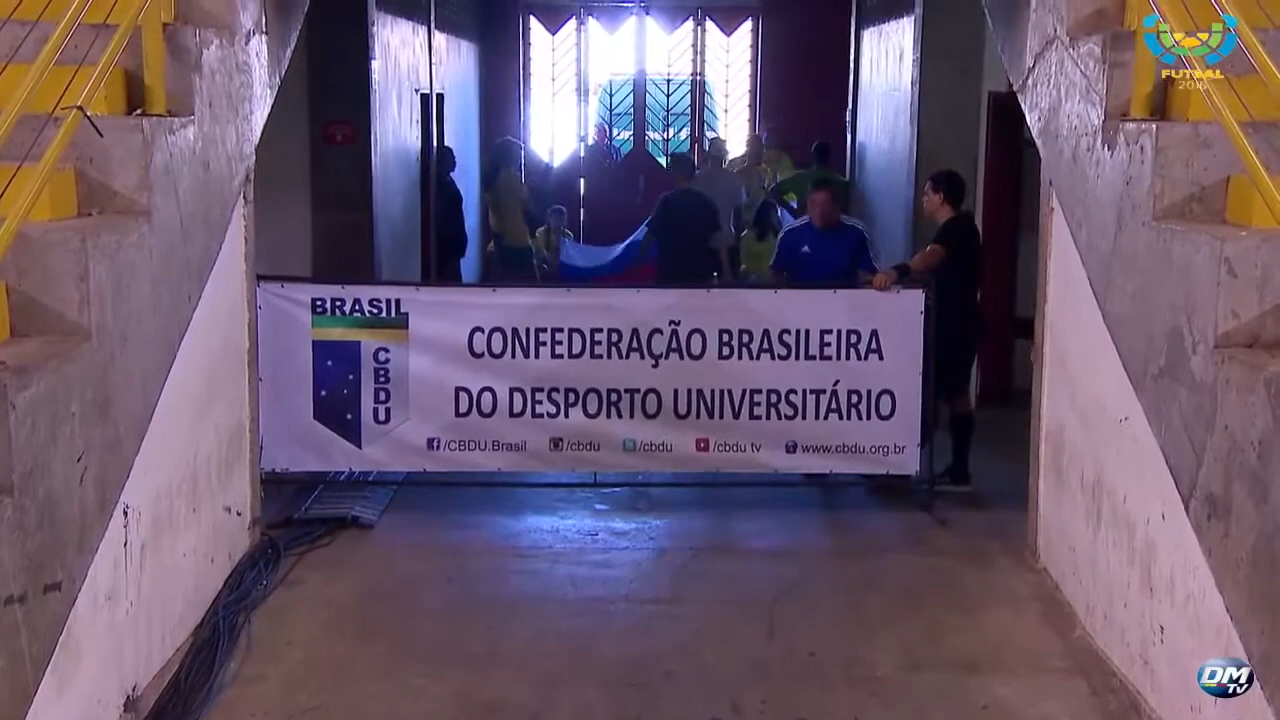 FUTSAL
2016
BRASIL
CBDU
CONFEDERAÇÃO BRASILEIRA
DO DESPORTO UNIVERSITÁRIO
/CBDU.Brasil /cbdu /cbdu /cbdu tv www.cbdu.org.br
DM
TV